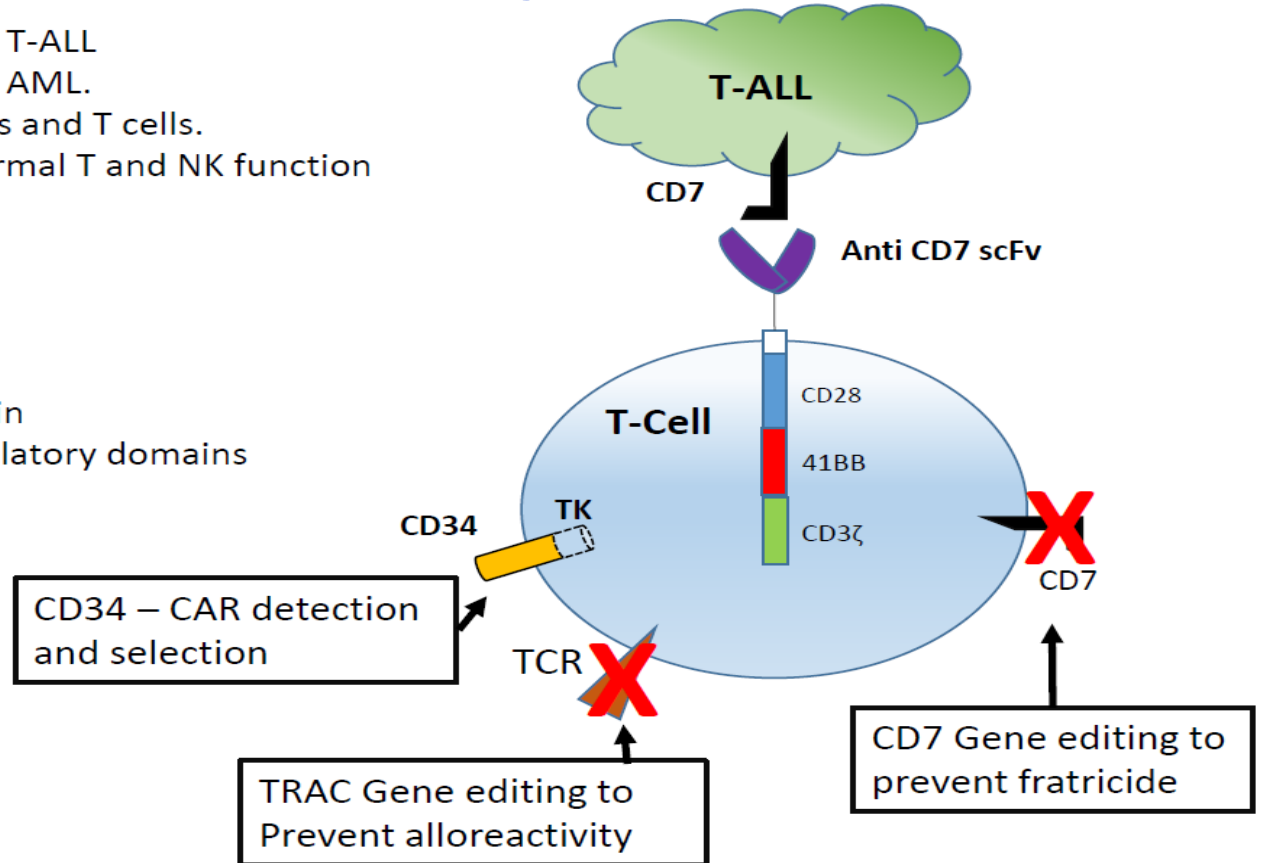 T-ALL
AML.
s and T cells.
rmal T and NK function
in
latory domains
T-ALL
CD7
Anti CD7 scFv
T-Cell
CD28
41BB
CD3ζ
CD34
TK
CD7
CD34 – CAR detection
and selection
TCR
TRAC Gene editing to
Prevent alloreactivity
CD7 Gene editing to
prevent fratricide